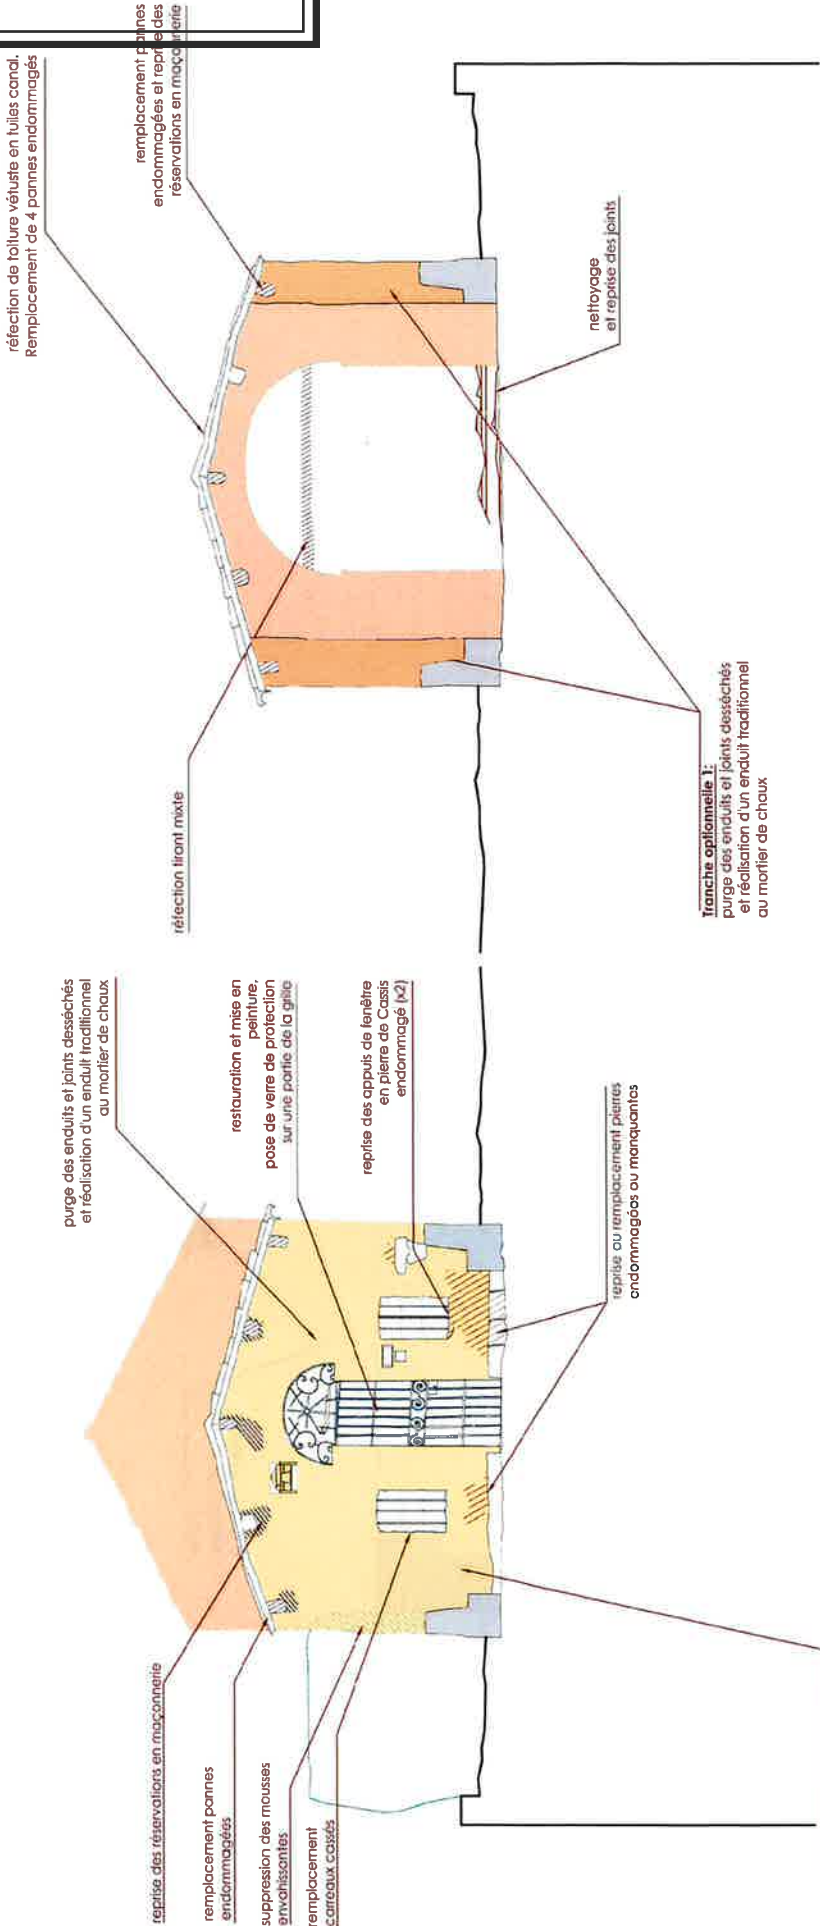 réfection de toiture vétuste en tuiles canal.
Remplacement de 4 pannes endommagés
remplacement pannes
endommagées et reprise des
réservations en maçonnerie
nettoyage
et reprise des joints
réfection tirant mixte
Tranche optionnelle 1:
purge des enduits et joints desséchés
et réalisation d'un enduit traditionnel
au mortier de chaux
purge des enduits et joints desséchés
et réalisation d'un enduit traditionnel
au mortier de chaux
restauration et mise en
peinture,
pose de verre de protection
sur une partie de la grille
reprise des appuis de fenêtre
en pierre de Cassis
endommagé (x2)
reprise ou remplacement pierres
endommagées ou manquantes
reprise des réservations en maçonnerie
remplacement pannes
endommagées
suppression des mousses
envahissantes
remplacement
carreaux cassés